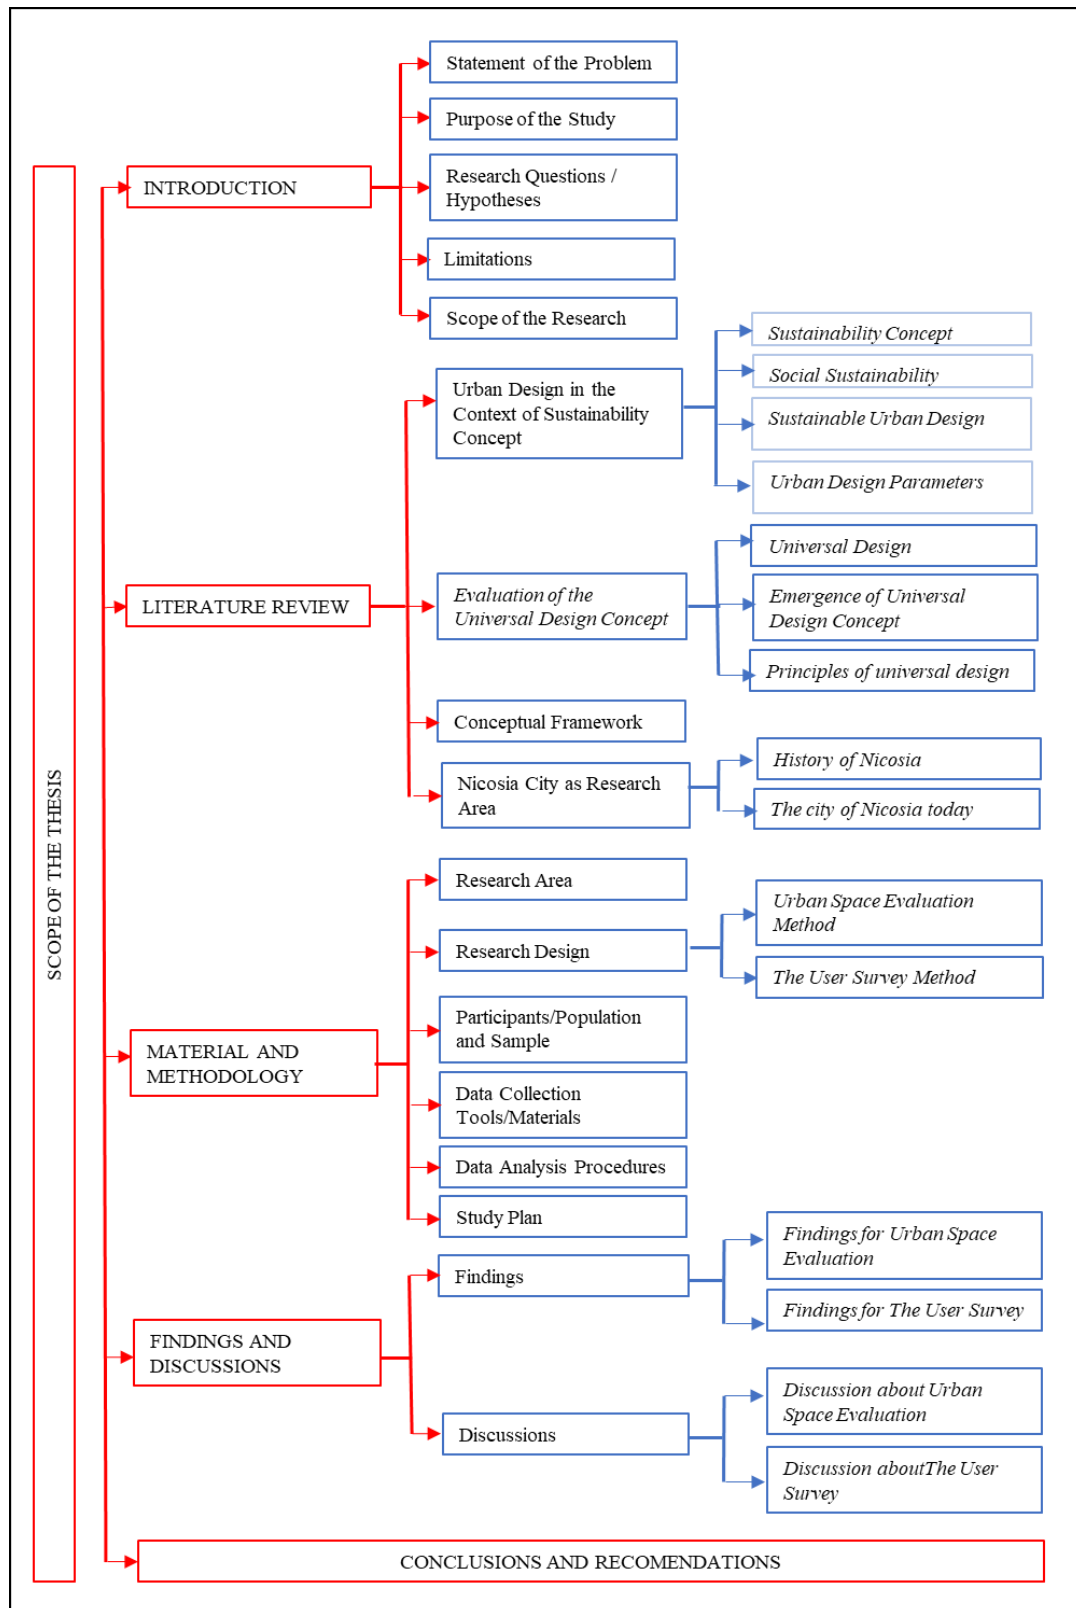 SCOPE OF THE THESIS
INTRODUCTION
Statement of the Problem
Purpose of the Study
Research Questions /
Hypotheses
Limitations
Scope of the Research
LITERATURE REVIEW
Urban Design in the
Context of Sustainability
Concept
Sustainability Concept
Social Sustainability
Sustainable Urban Design
Urban Design Parameters
Evaluation of the
Universal Design Concept
Universal Design
Emergence of Universal
Design Concept
Principles of universal design
Conceptual Framework
Nicosia City as Research
Area
History of Nicosia
The city of Nicosia today
MATERIAL AND
METHODOLOGY
Research Area
Research Design
Urban Space Evaluation
Method
The User Survey Method
Participants/Population
and Sample
Data Collection
Tools/Materials
Data Analysis Procedures
Study Plan
FINDINGS AND
DISCUSSIONS
Findings
Findings for Urban Space
Evaluation
Findings for The User Survey
Discussions
Discussion about Urban
Space Evaluation
Discussion aboutThe User
Survey
CONCLUSIONS AND RECOMENDATIONS